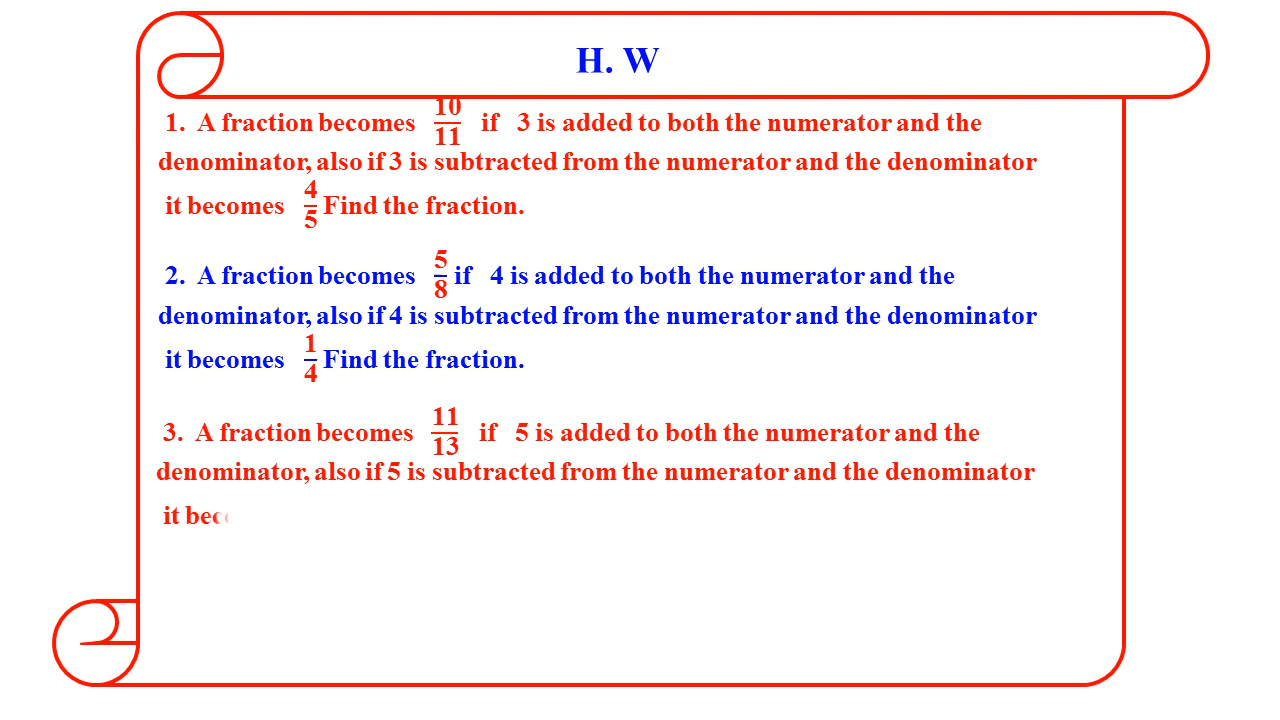 H. W
1. A fraction becomes 10/11 if 3 is added to both the numerator and the
denominator, also if 3 is subtracted from the numerator and the denominator
it becomes 4/5 Find the fraction.
2. A fraction becomes 5/8 if 4 is added to both the numerator and the
denominator, also if 4 is subtracted from the numerator and the denominator
it becomes 1/4 Find the fraction.
3. A fraction becomes 11/13 if 5 is added to both the numerator and the
denominator, also if 5 is subtracted from the numerator and the denominator
it